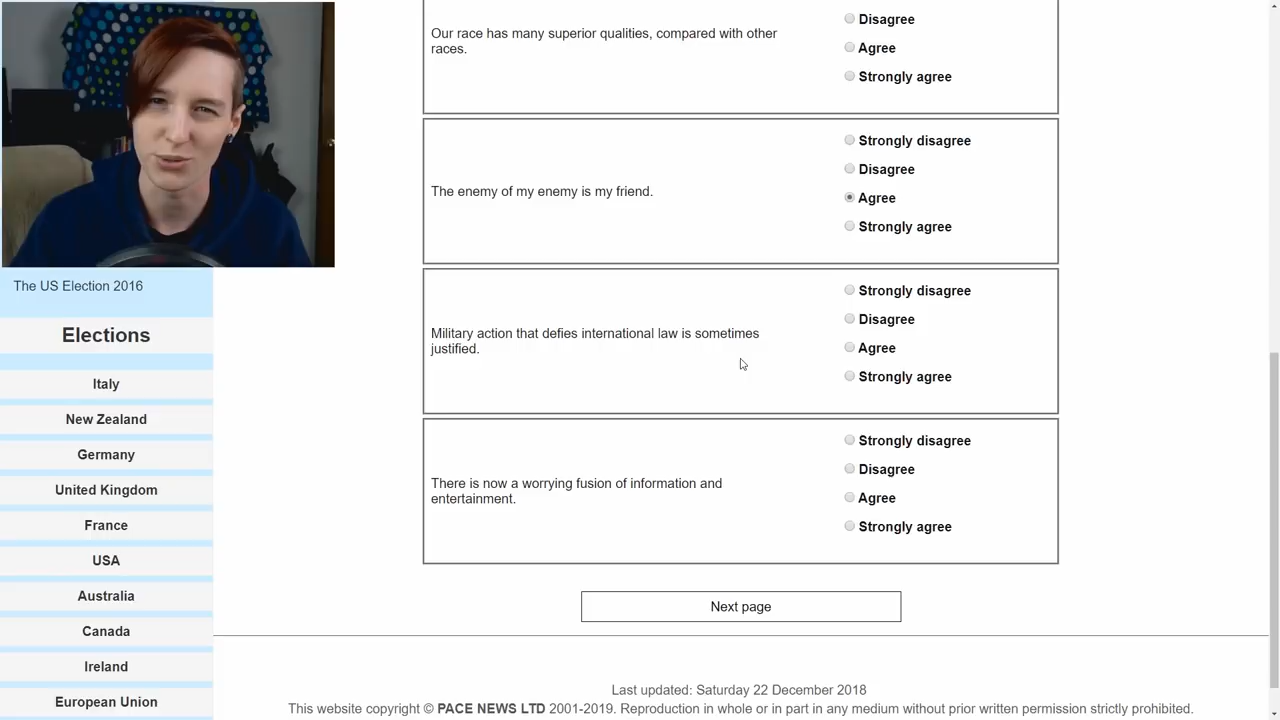 Disagree
Our race has many superior qualities, compared with other
races.
Agree
Strongly agree
Strongly disagree
Disagree
The enemy of my enemy is my friend.
Agree
Strongly agree
The US Election 2016
Elections
Italy
New Zealand
Germany
United Kingdom
France
USA
Australia
Canada
Ireland
European Union
Strongly disagree
Disagree
Military action that defies international law is sometimes
justified.
Agree
Strongly agree
Strongly disagree
Disagree
There is now a worrying fusion of information and
entertainment.
Agree
Strongly agree
Next page
Last updated: Saturday 22 December 2018
This website copyright © PACE NEWS LTD 2001-2019. Reproduction in whole or in part in any medium without prior written permission strictly prohibited.